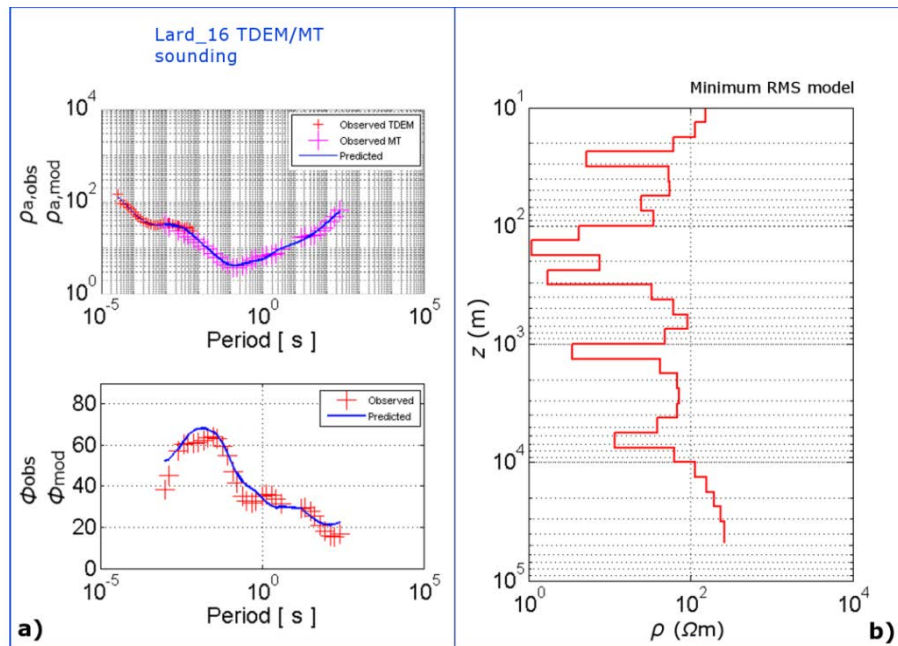 Lard_16 TDEM/MT
sounding
ρa,obs
ρa,mod
10^4
10^2
10^0
Observed TDEM
Observed MT
Predicted
10^-5
10^0
10^5
Period [ s ]
Φobs
Φmod
80
60
40
20
0
Observed
Predicted
10^-5
10^0
10^5
Period [ s ]
a)
Minimum RMS model
z (m)
10^1
10^2
10^3
10^4
10^5
10^0
10^2
10^4
ρ (Ωm)
b)